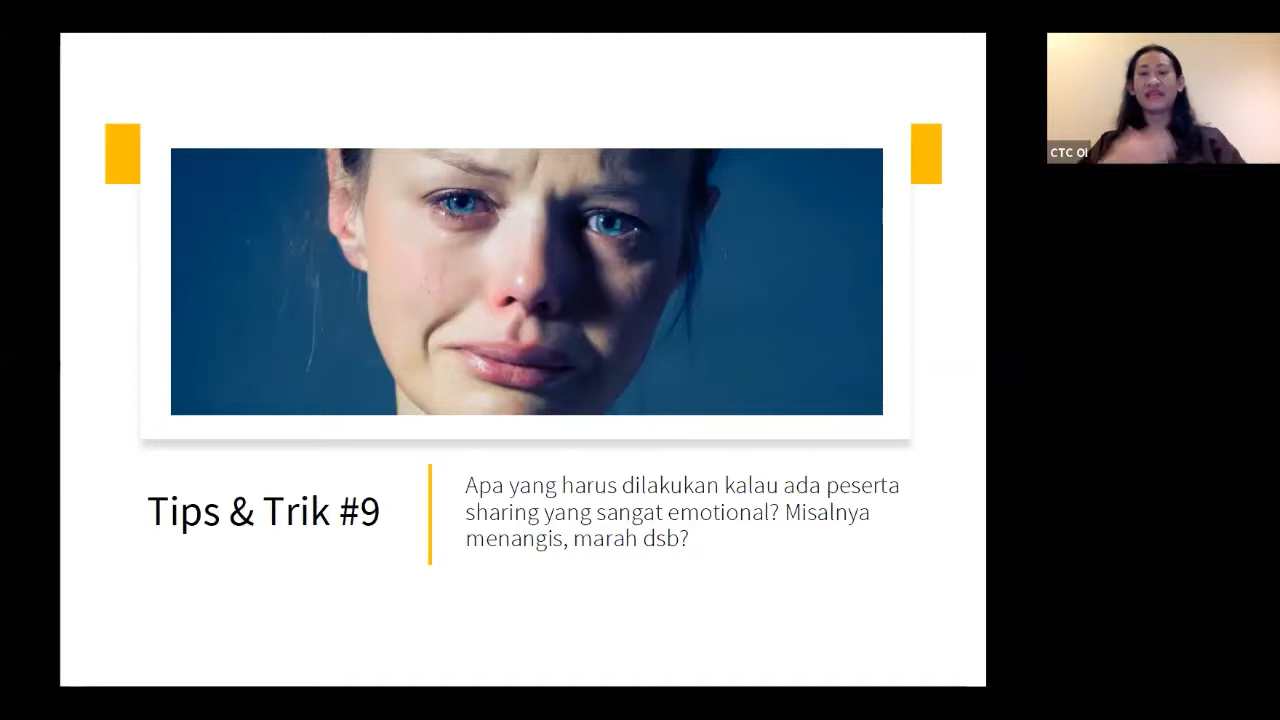 Tips & Trik #9
Apa yang harus dilakukan kalau ada peserta
sharing yang sangat emotional? Misalnya
menangis, marah dsb?
CTC OI